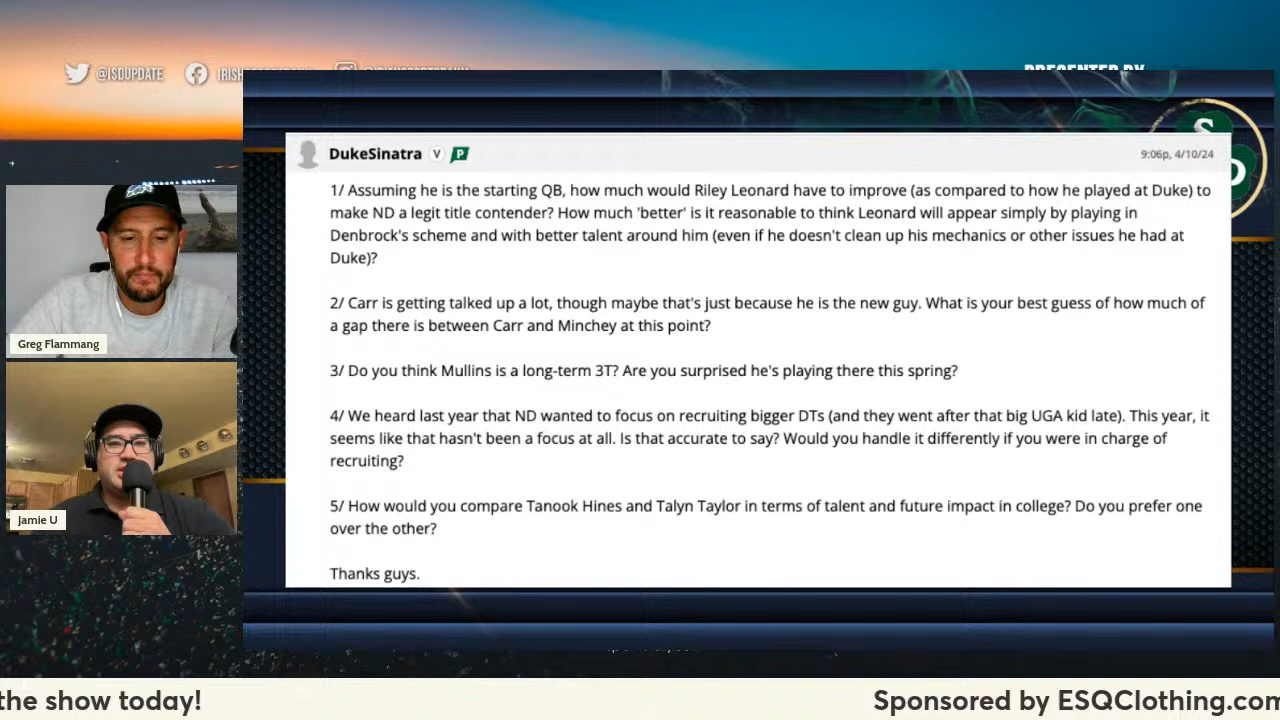 @ISDUPDATE
PRESENTED BY
DukeSinatra V P
9:06p, 4/10/24
1/ Assuming he is the starting QB, how much would Riley Leonard have to improve (as compared to how he played at Duke) to
make ND a legit title contender? How much 'better' is it reasonable to think Leonard will appear simply by playing in
Denbrock's scheme and with better talent around him (even if he doesn't clean up his mechanics or other issues he had at
Duke)?
2/ Carr is getting talked up a lot, though maybe that's just because he is the new guy. What is your best guess of how much of
a gap there is between Carr and Minchey at this point?
3/ Do you think Mullins is a long-term 3T? Are you surprised he's playing there this spring?
4/ We heard last year that ND wanted to focus on recruiting bigger DTs (and they went after that big UGA kid late). This year, it
seems like that hasn't been a focus at all. Is that accurate to say? Would you handle it differently if you were in charge of
recruiting?
5/ How would you compare Tanook Hines and Talyn Taylor in terms of talent and future impact in college? Do you prefer one
over the other?
Thanks guys.
Greg Flammang
Jamie U
the show today!
Sponsored by ESQClothing.com